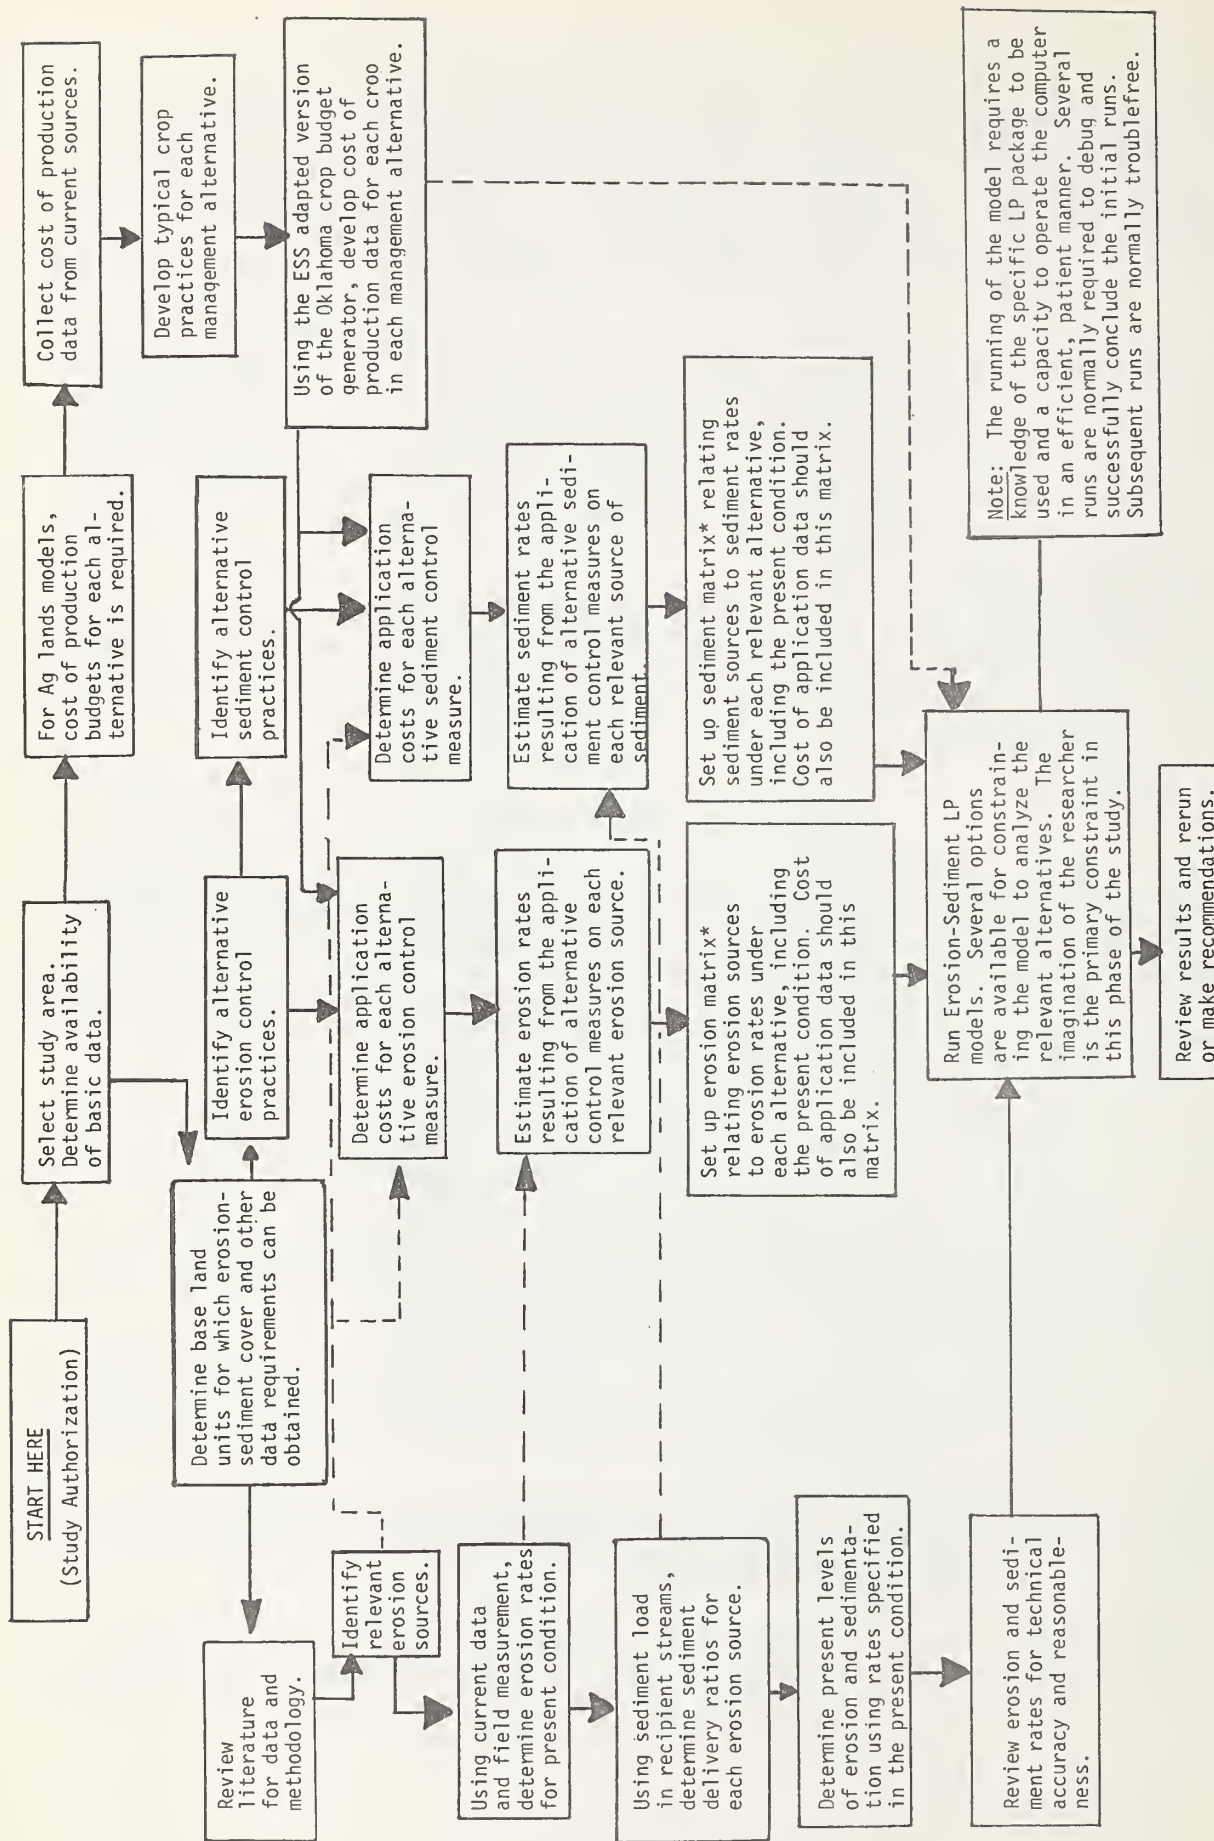 START HERE
(Study Authorization)
Select study area.
Determine availability
of basic data.
For Ag lands models,
cost of production
budgets for each al-
ternative is required.
Collect cost of production
data from current sources.
Develop typical crop
practices for each
management alternative.
Using the ESS adapted version
of the Oklahoma crop budget
generator, develop cost of
production data for each croo
in each management alternative.
Determine base land
units for which erosion-
sediment cover and other
data requirements can be
obtained.
Identify alternative
erosion control
practices.
Identify alternative
sediment control
practices.
Review
literature
for data and
methodology.
Identify
relevant
erosion
sources.
Determine application
costs for each alterna-
tive erosion control
measure.
Determine application
costs for each alterna-
tive sediment control
measure.
Using current data
and field measurement,
determine erosion rates
for present condition.
Estimate erosion rates
resulting from the appli-
cation of alternative
control measures on each
relevant erosion source.
Estimate sediment rates
resulting from the appli-
cation of alternative sedi-
ment control measures on
each relevant source of
sediment.
Using sediment load
in recipient streams,
determine sediment
delivery ratios for
each erosion source.
Set up erosion matrix*
relating erosion sources
to erosion rates under
each alternative, including
the present condition. Cost
of application data should
also be included in this
matrix.
Set up sediment matrix* relating
sediment sources to sediment rates
under each relevant alternative,
including the present condition.
Cost of application data should
also be included in this matrix.
Determine present levels
of erosion and sedimenta-
tion using rates specified
in the present condition.
Review erosion and sedi-
ment rates for technical
accuracy and reasonable-
ness.
Run Erosion-Sediment LP
models. Several options
are available for constrain-
ing the model to analyze the
relevant alternatives. The
imagination of the researcher
is the primary constraint in
this phase of the study.
Note: The running of the model requires a
knowledge of the specific LP package to be
used and a capacity to operate the computer
in an efficient, patient manner. Several
runs are normally required to debug and
successfully conclude the initial runs.
Subsequent runs are normally troublefree.
Review results and rerun
or make recommendations.